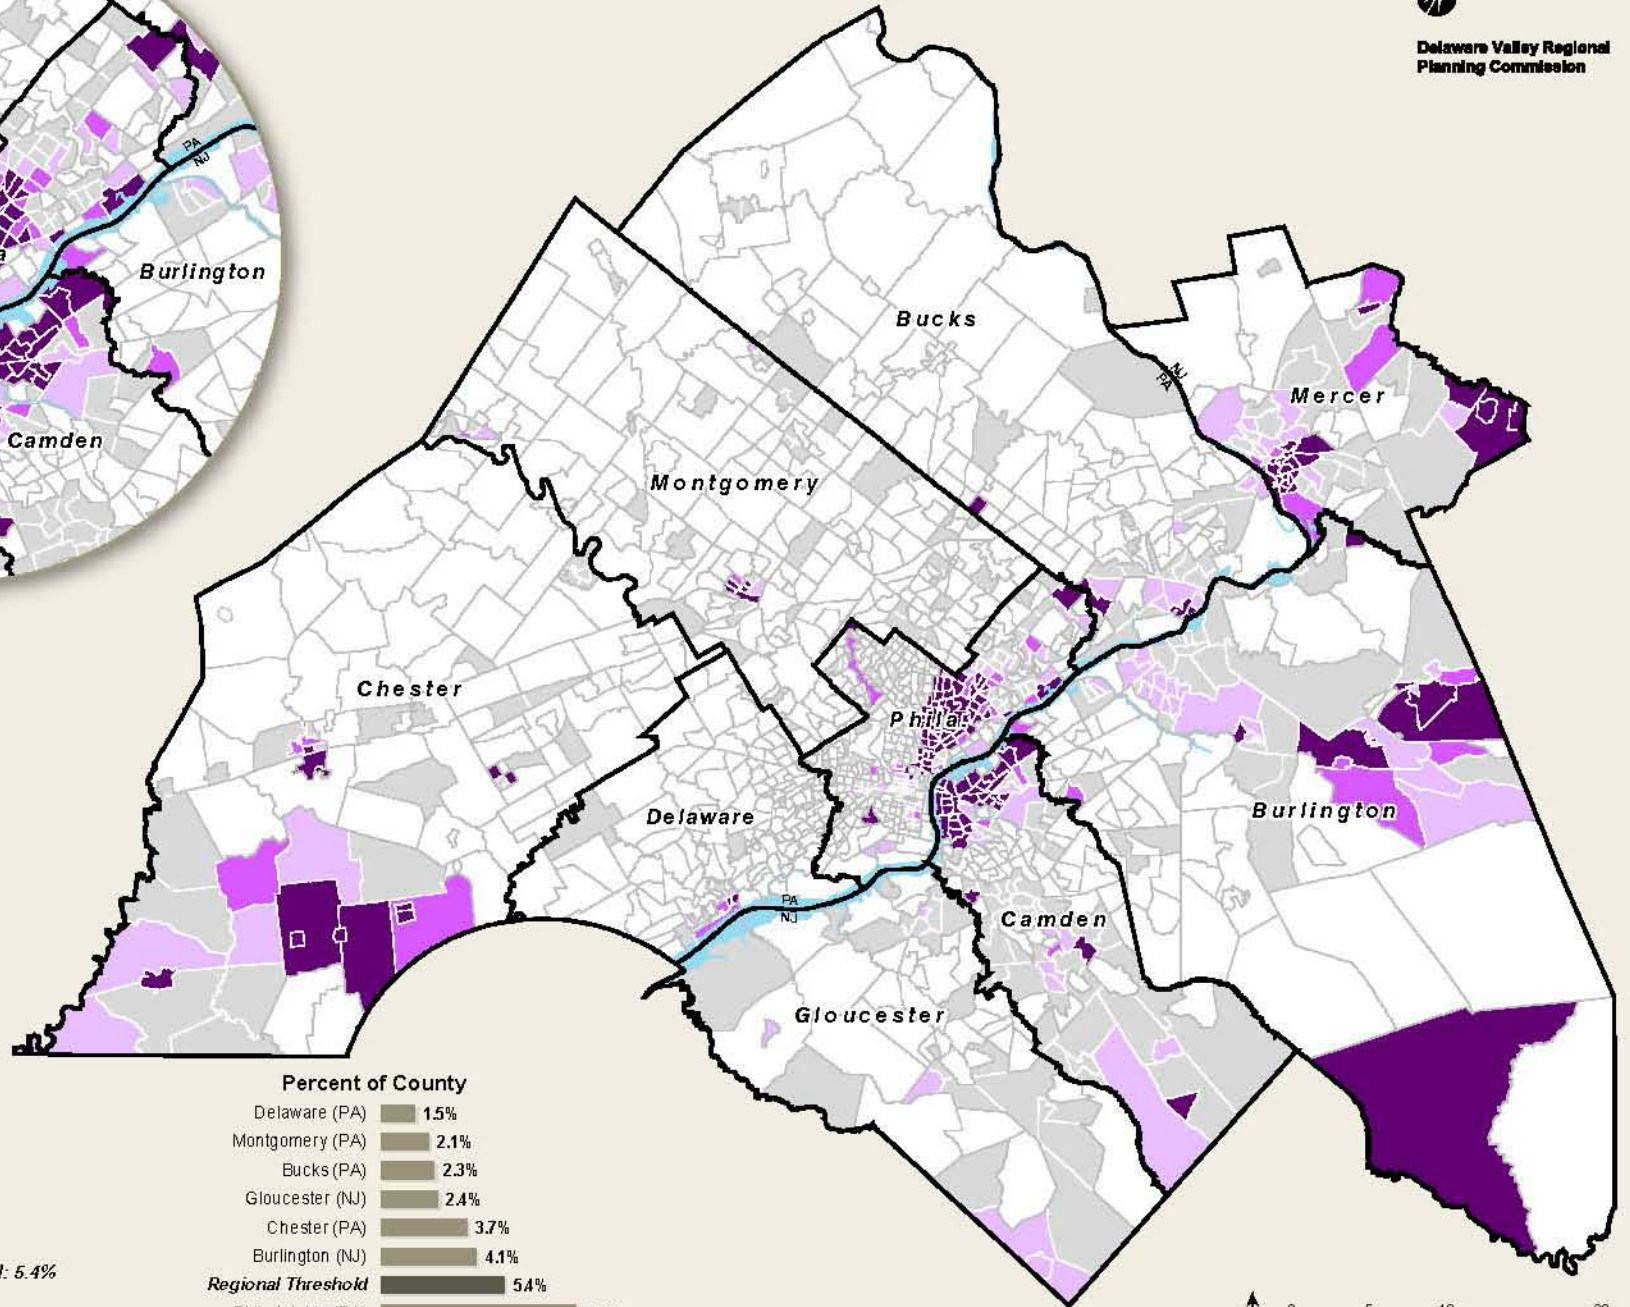 Delaware Valley Regional
Planning Commission
PA
NJ
Burlington
Camden
Bucks
NJ
PA
Mercer
Montgomery
Chester
Phila.
Delaware
Burlington
PA
NJ
Camden
Gloucester
Percent of County
Delaware (PA) 1.5%
Montgomery (PA) 2.1%
Bucks (PA) 2.3%
Gloucester (NJ) 2.4%
Chester (PA) 3.7%
Burlington (NJ) 4.1%
Regional Threshold 5.4%
: 5.4%